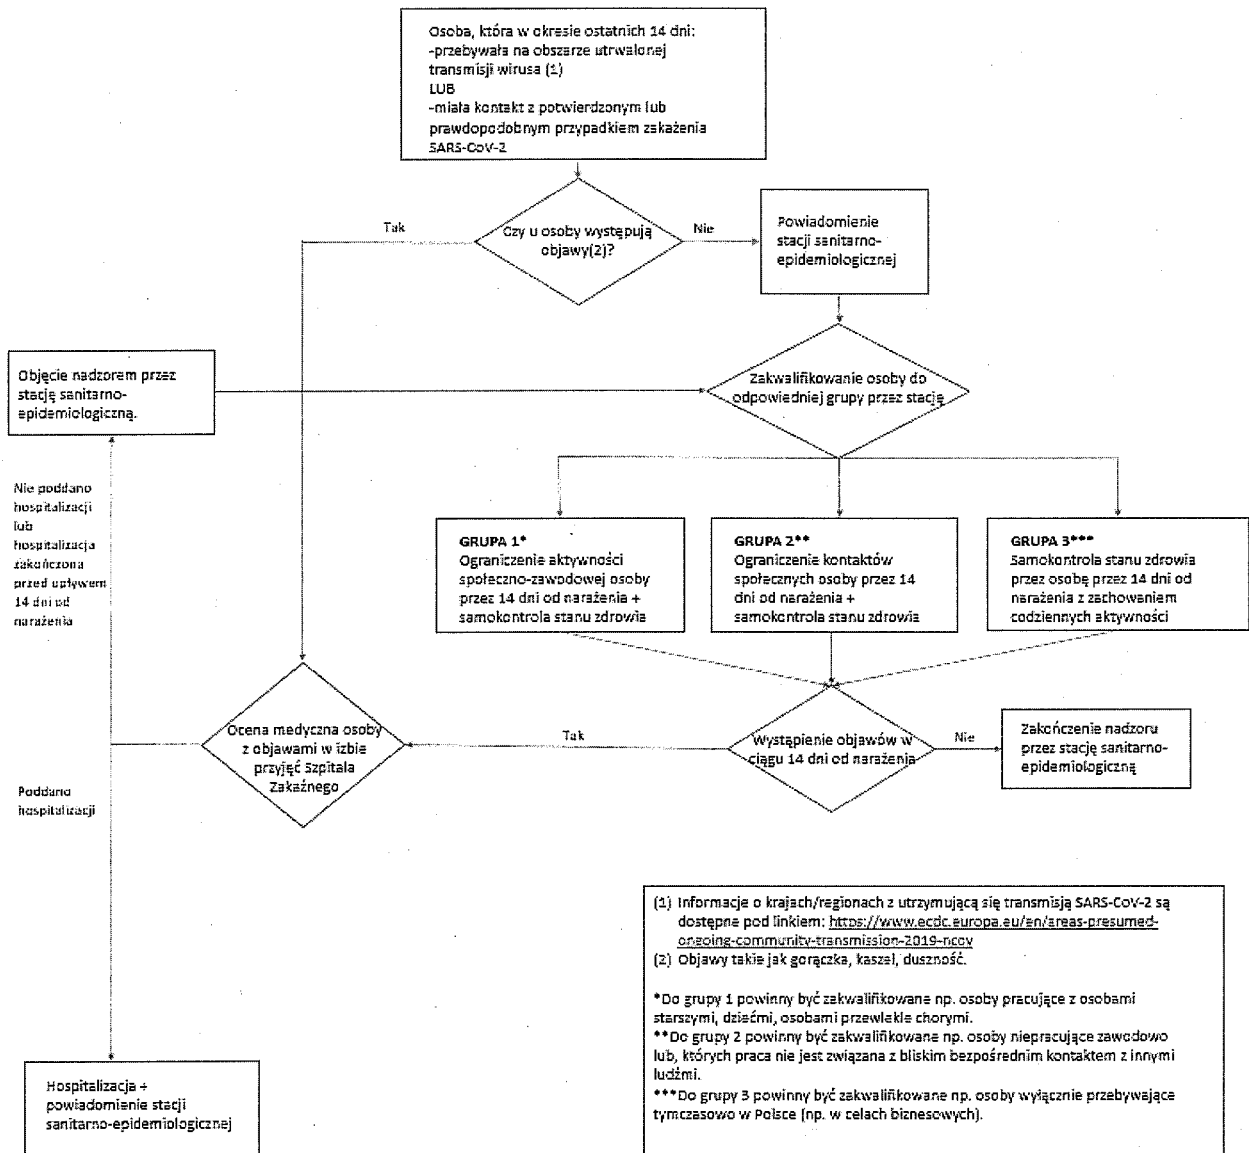 Osoba, która w okresie ostatnich 14 dni:
-przebywała na obszarze utrwalonej
transmisji wirusa (1)
LUB
-miała kontakt z potwierdzonym lub
prawdopodobnym przypadkiem zakażenia
SARS-CoV-2
Tak
Czy u osoby występują
objawy(2)?
Nie
Powiadomienie
stacji sanitarno-
epidemiologicznej
Objęcie nadzorem przez
stację sanitarno-
epidemiologiczną.
Zakwalifikowanie osoby do
odpowiedniej grupy przez stację
Nie poddano
hospitalizacji
lub
hospitalizacja
zakończona
przed upływem
14 dni od
narażenia
GRUPA 1*
Ograniczenie aktywności
społeczno-zawodowej osoby
przez 14 dni od narażenia +
samokontrola stanu zdrowia
GRUPA 2**
Ograniczenie kontaktów
społecznych osoby przez 14
dni od narażenia +
samokontrola stanu zdrowia
GRUPA 3***
Samokontrola stanu zdrowia
przez osobę przez 14 dni od
narażenia z zachowaniem
codziennych aktywności
Ocena medyczna osoby
z objawami w izbie
przyjęć Szpitala
Zakaźnego
Tak
Wystąpienie objawów w
ciągu 14 dni od narażenia
Nie
Zakończenie nadzoru
przez stację sanitarno-
epidemiologiczną
Poddano
hospitalizacji
Hospitalizacja +
powiadomienie stacji
sanitarno-epidemiologicznej
(1) Informacje o krajach/regionach z utrzymującą się transmisją SARS-CoV-2 są
dostępne pod linkiem: https://www.ecdc.europa.eu/en/areas-presumed-
ongoing-community-transmission-2019-ncov
(2) Objawy takie jak gorączka, kaszel, duszność.
*Do grupy 1 powinny być zakwalifikowane np. osoby pracujące z osobami
starszymi, dziećmi, osobami przewlekle chorymi.
**Do grupy 2 powinny być zakwalifikowane np. osoby niepracujące zawodowo
lub, których praca nie jest związana z bliskim bezpośrednim kontaktem z innymi
ludźmi.
***Do grupy 3 powinny być zakwalifikowane np. osoby wyłącznie przebywające
tymczasowo w Polsce (np. w celach biznesowych).